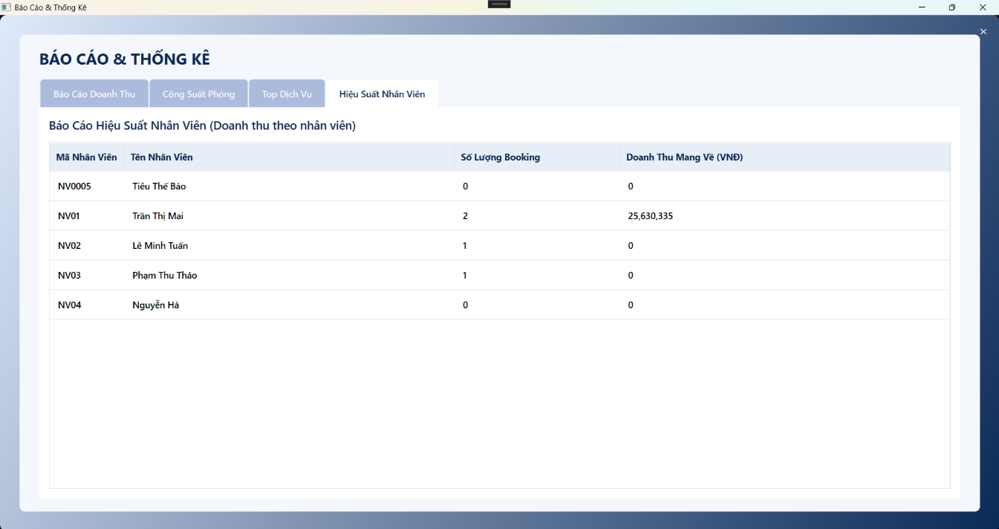 Báo Cáo & Thống Kê
BÁO CÁO & THỐNG KÊ
Báo Cáo Doanh Thu Công Suất Phòng Top Dịch Vụ Hiệu Suất Nhân Viên
Báo Cáo Hiệu Suất Nhân Viên (Doanh thu theo nhân viên)
Mã Nhân Viên Tên Nhân Viên Số Lượng Booking Doanh Thu Mang Về (VNĐ)
NV0005 Tiêu Thế Bảo 0 0
NV01 Trần Thị Mai 2 25,630,335
NV02 Lê Minh Tuấn 1 0
NV03 Phạm Thu Thảo 1 0
NV04 Nguyễn Hà 0 0